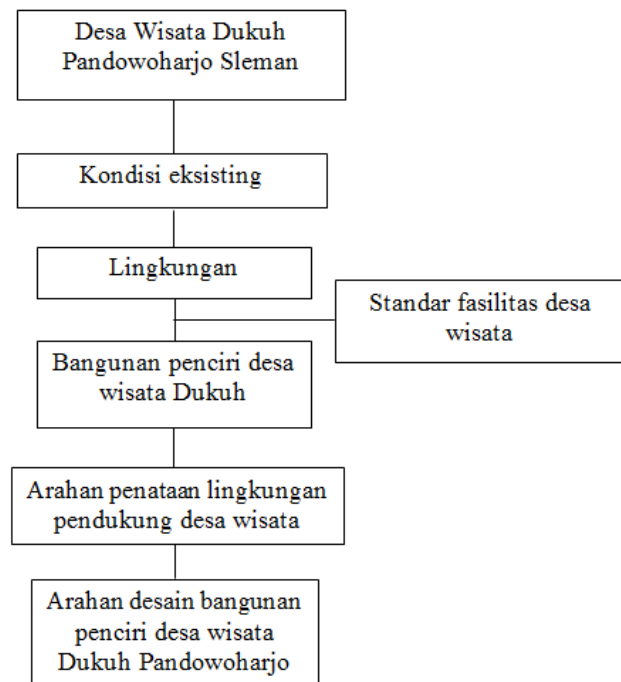 Desa Wisata Dukuh
Pandowoharjo Sleman
Kondisi eksisting
Lingkungan
Standar fasilitas desa
wisata
Bangunan penciri desa
wisata Dukuh
Arahan penataan lingkungan
pendukung desa wisata
Arahan desain bangunan
penciri desa wisata
Dukuh Pandowoharjo